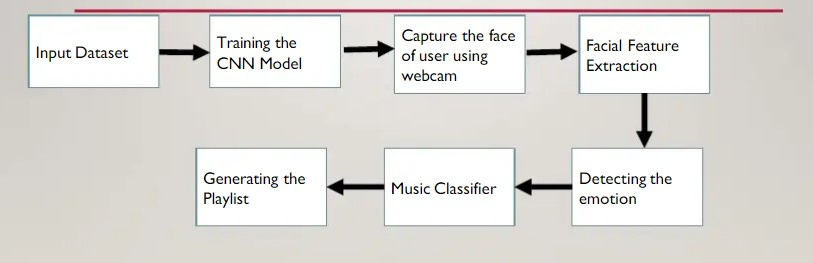 Input Dataset
Training the
CNN Model
Capture the face
of user using
webcam
Facial Feature
Extraction
Detecting the
emotion
Music Classifier
Generating the
Playlist